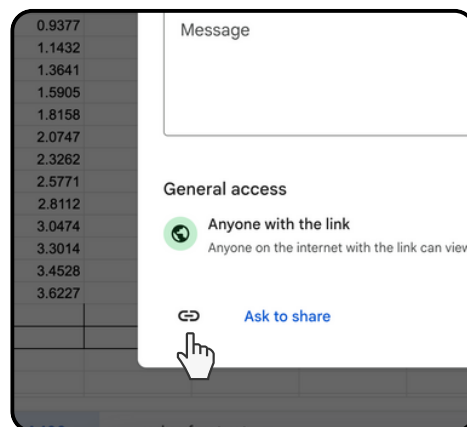 0.9377
1.1432
1.3641
1.5905
1.8158
2.0747
2.3262
2.5771
2.8112
3.0474
3.3014
3.4528
3.6227
Message
General access
Anyone with the link
Anyone on the internet with the link can view
Ask to share